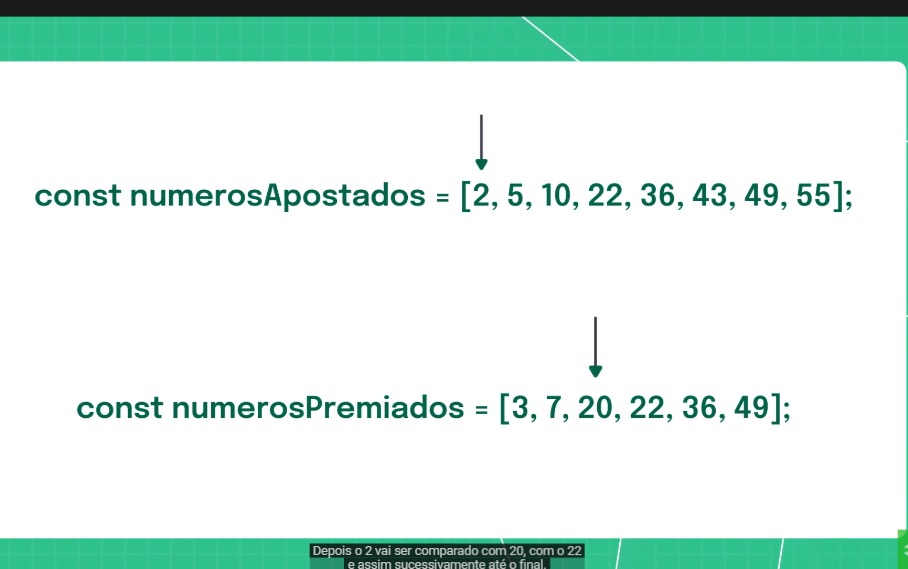 const numerosApostados = [2, 5, 10, 22, 36, 43, 49, 55];
const numerosPremiados = [3, 7, 20, 22, 36, 49];
Depois o 2 vai ser comparado com 20, com o 22
e assim sucessivamente até o final.